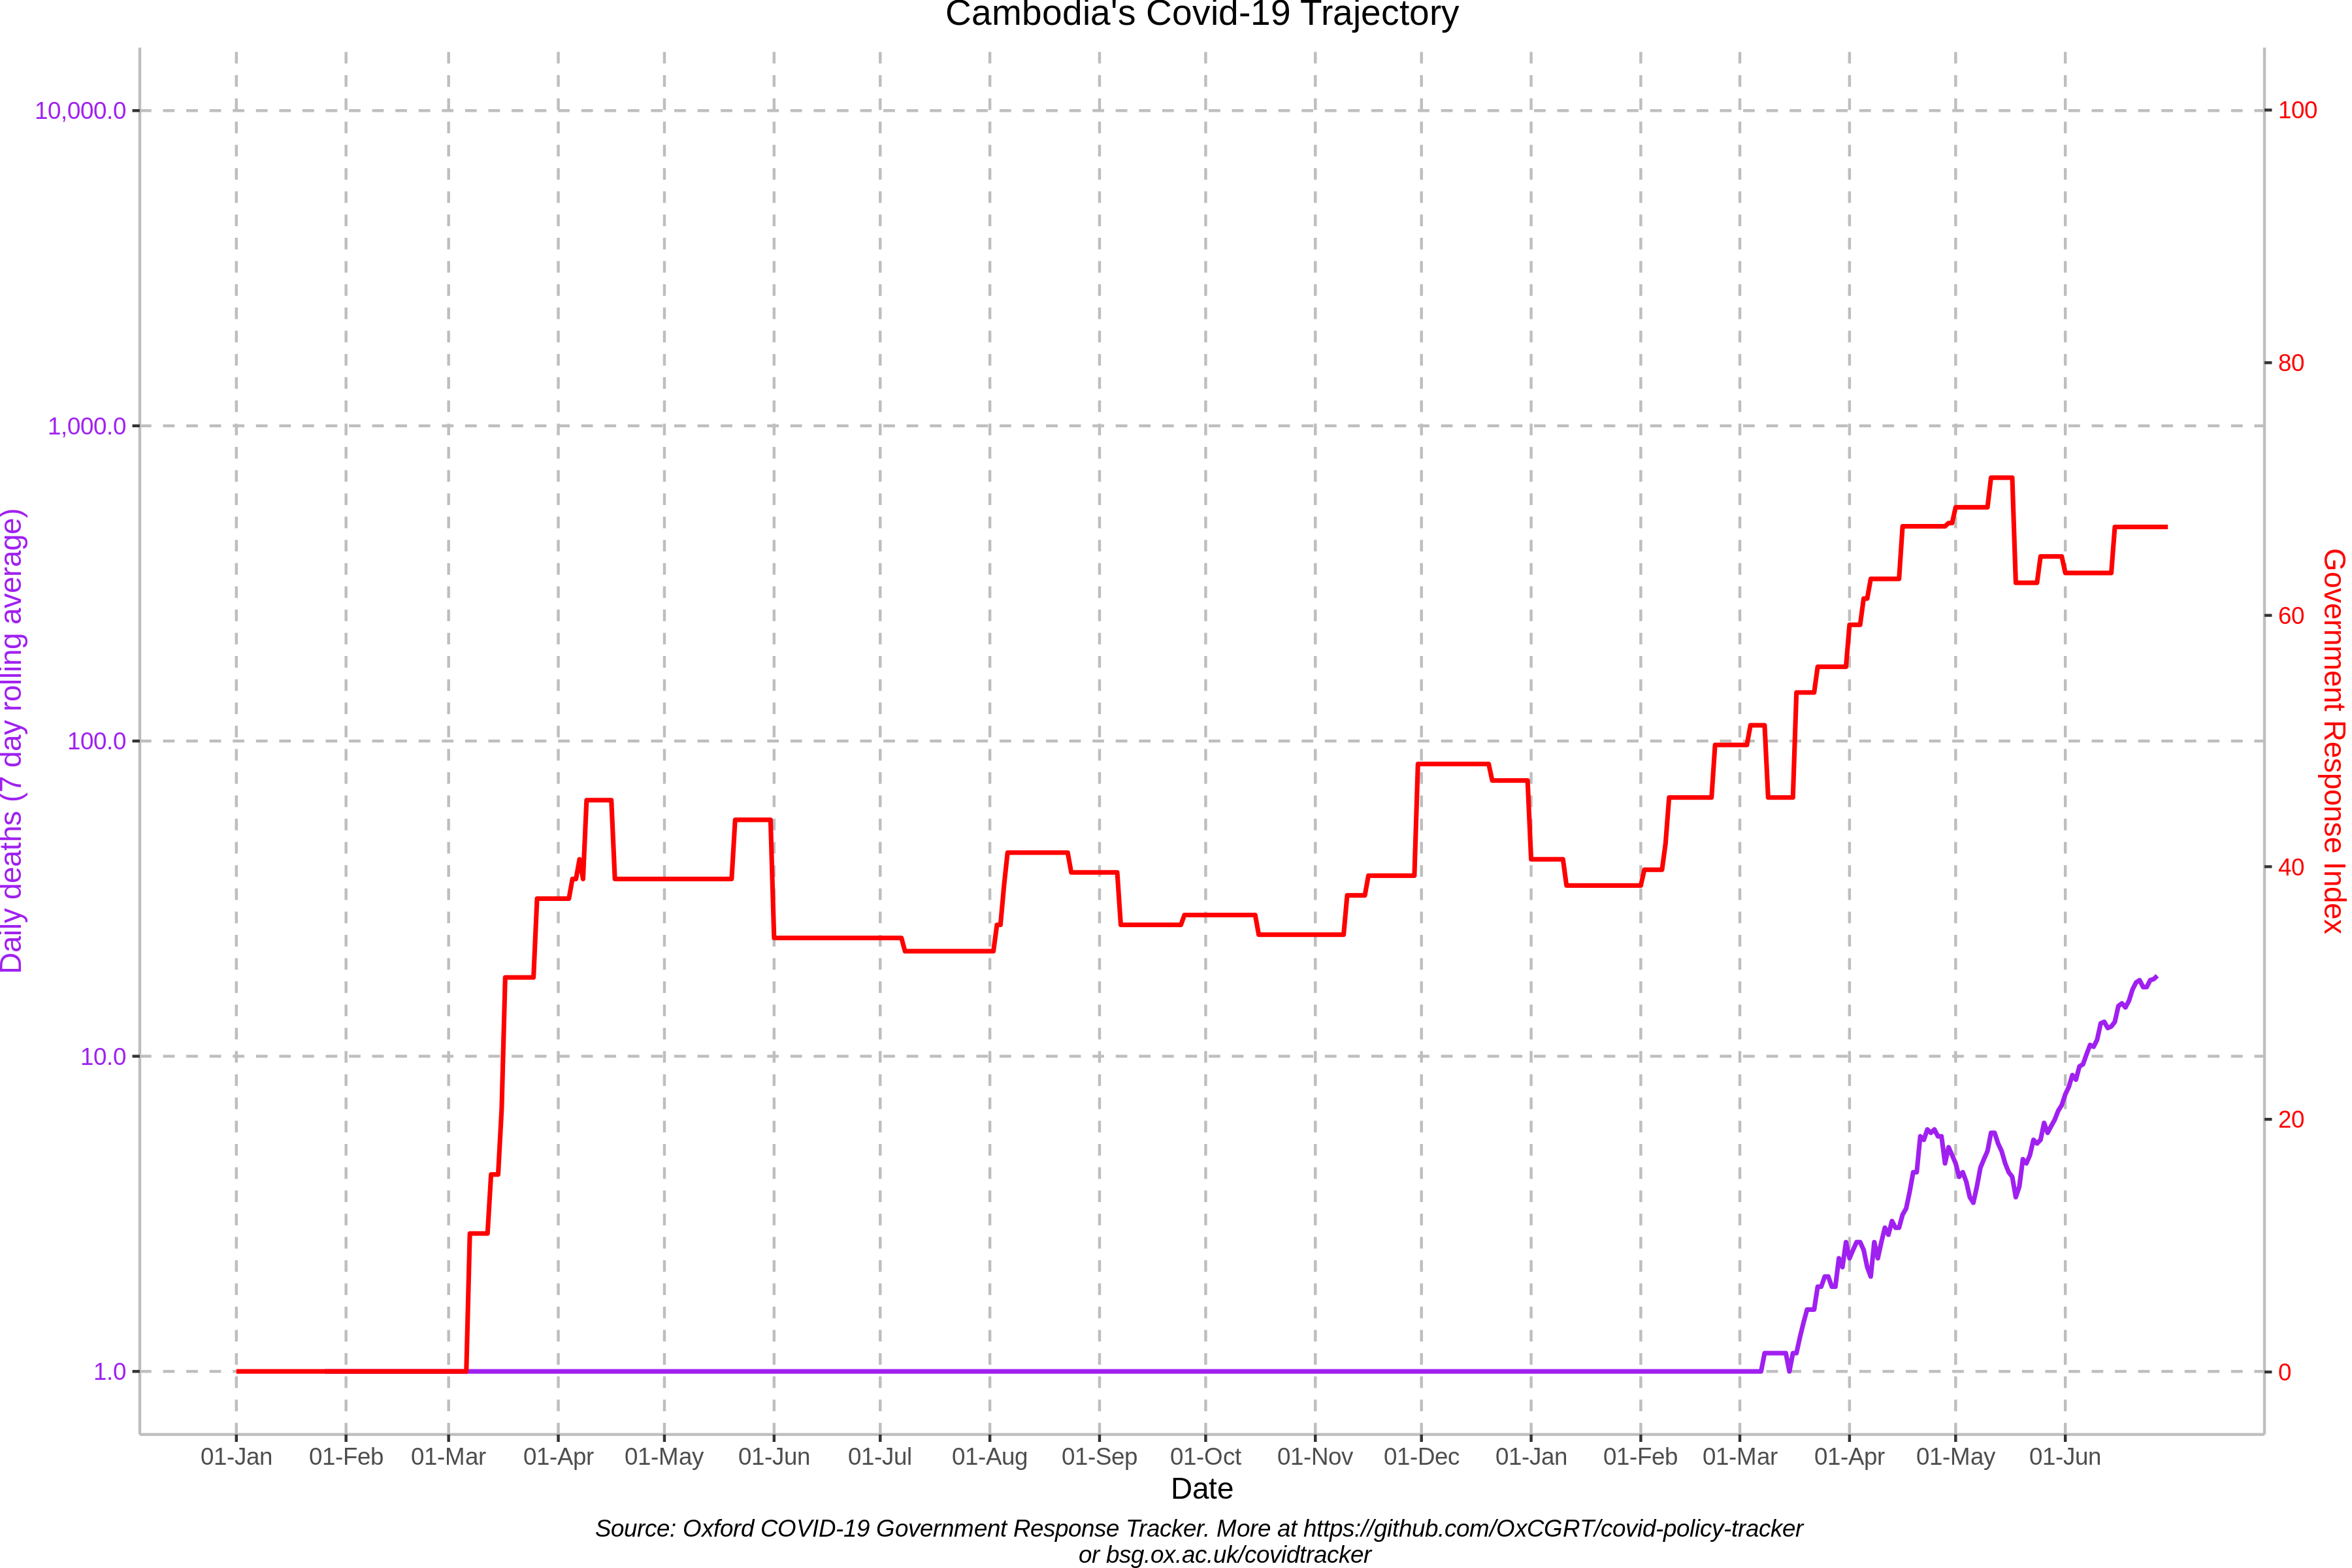 Cambodia's Covid-19 Trajectory
10,000.0
1,000.0
100.0
10.0
1.0
Daily deaths (7 day rolling average)
100
80
60
40
20
0
Government Response Index
01-Jan 01-Feb 01-Mar 01-Apr 01-May 01-Jun 01-Jul 01-Aug 01-Sep 01-Oct 01-Nov 01-Dec 01-Jan 01-Feb 01-Mar 01-Apr 01-May 01-Jun
Date
Source: Oxford COVID-19 Government Response Tracker. More at https://github.com/OxCGRT/covid-policy-tracker
or bsg.ox.ac.uk/covidtracker